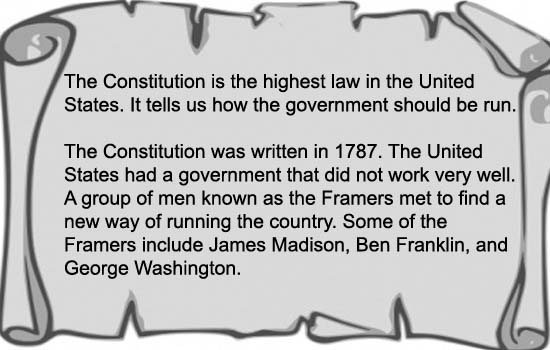 The Constitution is the highest law in the United
States. It tells us how the government should be run.
The Constitution was written in 1787. The United
States had a government that did not work very well.
A group of men known as the Framers met to find a
new way of running the country. Some of the
Framers include James Madison, Ben Franklin, and
George Washington.